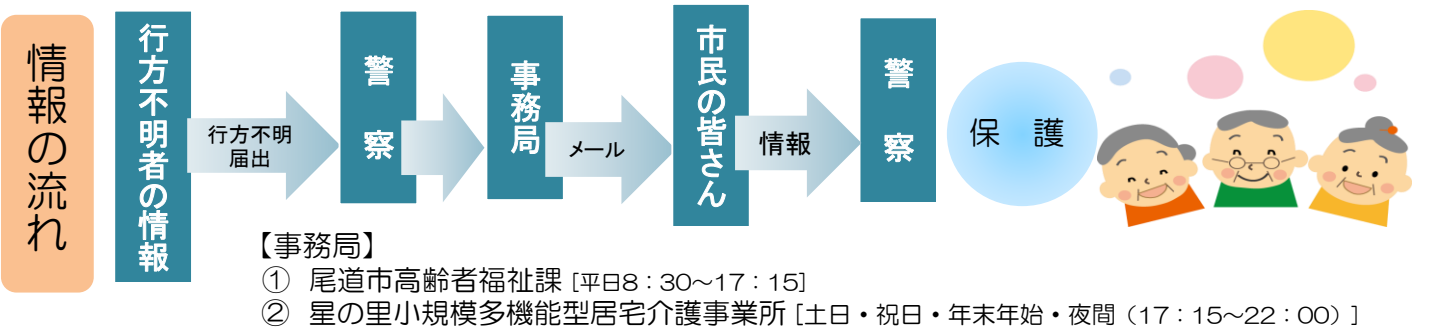 情報の流れ
行方不明者の情報
行方不明
届出
警察
事務局
メール
市民の皆さん
情報
警察
保　護
【事務局】
① 尾道市高齢者福祉課 [平日8：30～17：15]
② 星の里小規模多機能型居宅介護事業所 [土日・祝日・年末年始・夜間（17：15～22：00）]